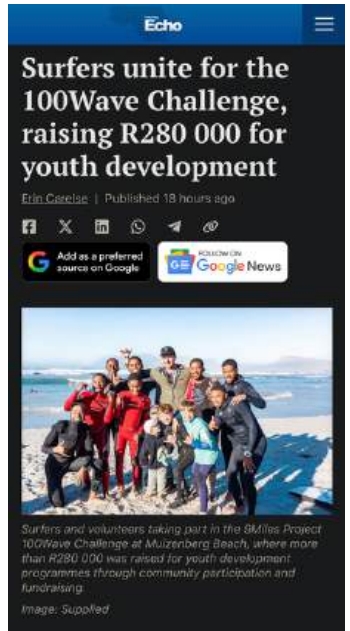 Echo
Surfers unite for the
100Wave Challenge,
raising R280 000 for
youth development
Erin Carelse | Published 18 hours ago
Add as a preferred
source on Google
FOLLOW ON
Google News
Surfers and volunteers taking part in the 9Miles Project
100Wave Challenge at Muizenberg Beach, where more
than R280 000 was raised for youth development
programmes through community participation and
fundraising.
Image: Supplied